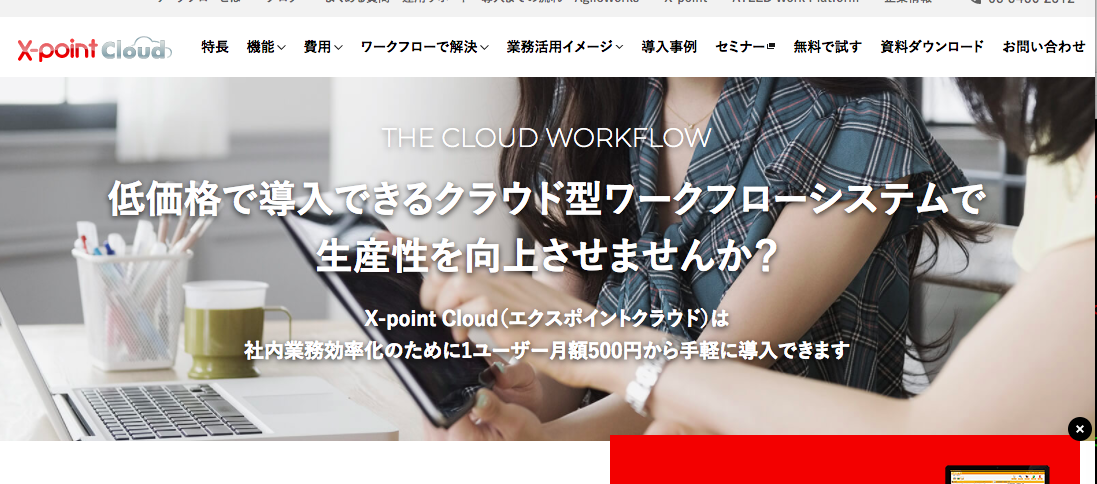 X-point Cloud
特長 機能 費用 ワークフローで解決 業務活用イメージ 導入事例 セミナー 無料で試す 資料ダウンロード お問い合わせ
THE CLOUD WORKFLOW
低価格で導入できるクラウド型ワークフローシステムで
生産性を向上させませんか？
X-point Cloud（エクスポイントクラウド）は
社内業務効率化のために1ユーザー月額500円から手軽に導入できます